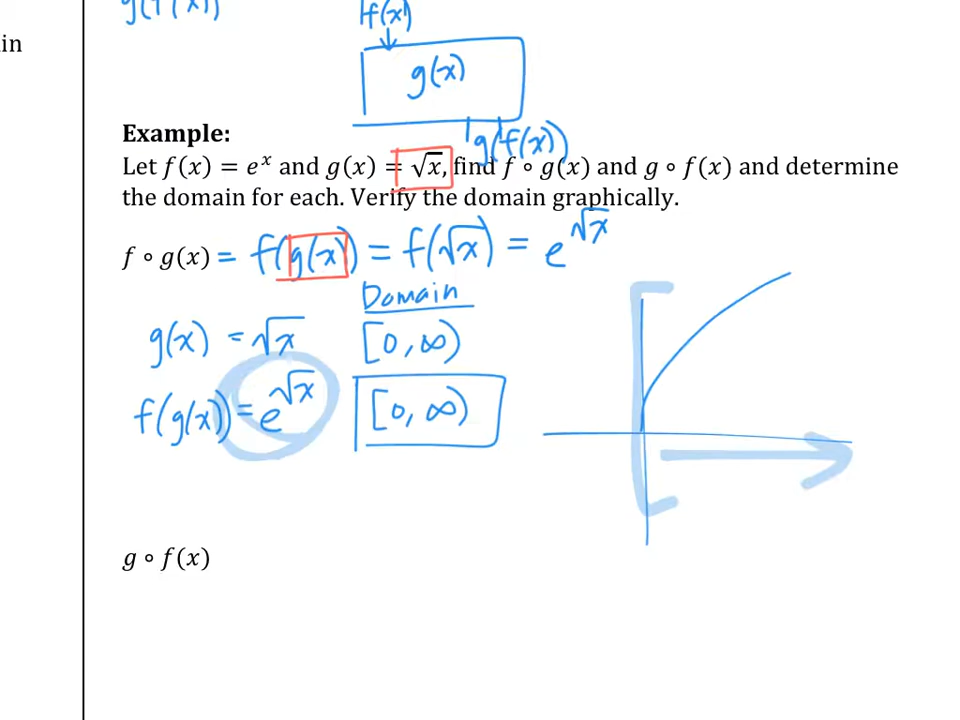 g(f(x))
f(x)
in
g(x)
g(f(x))
Example:
Let f(x) = e^x and g(x) = √x, find f ∘ g(x) and g ∘ f(x) and determine
the domain for each. Verify the domain graphically.
f ∘ g(x) = f(g(x)) = f(√x) = e^√x
Domain
g(x) = √x [0, ∞)
f(g(x)) = e^√x [0, ∞)
g ∘ f(x)